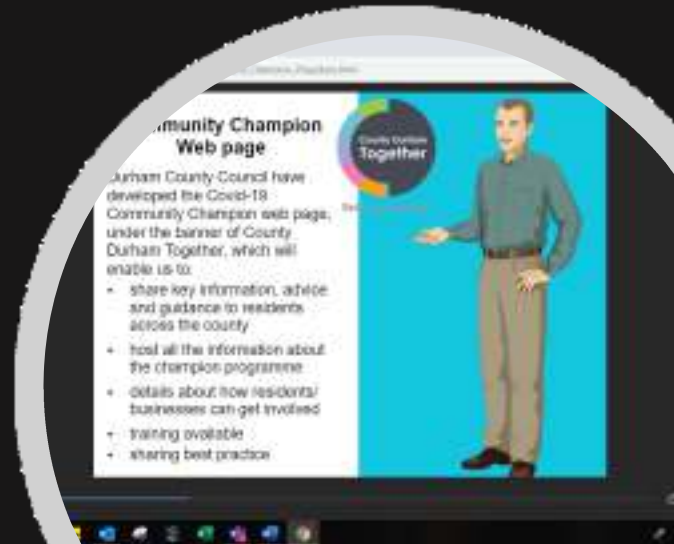 munity Champion
Web page
County Durham
Together
Durham County Council have
developed the Covid-19
Community Champion web page,
under the banner of County
Durham Together, which will
enable us to:
• share key information, advice
and guidance to residents
across the county
• host all the information about
the champion programme
• details about how residents/
businesses can get involved
• training available
• sharing best practice